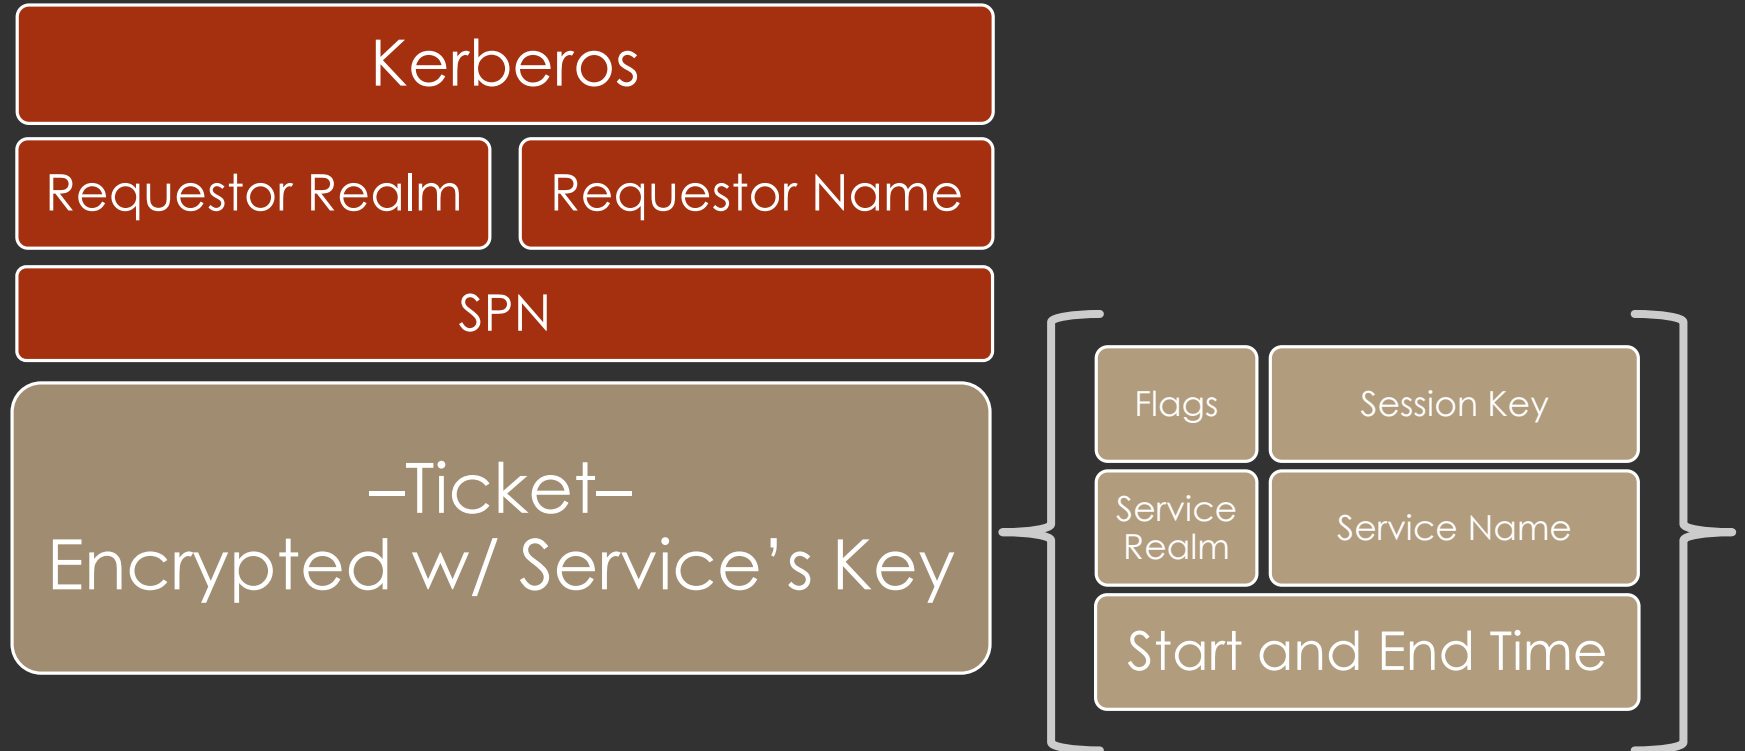 Kerberos
Requestor Realm
Requestor Name
SPN
–Ticket–
Encrypted w/ Service’s Key
Flags
Session Key
Service
Realm
Service Name
Start and End Time